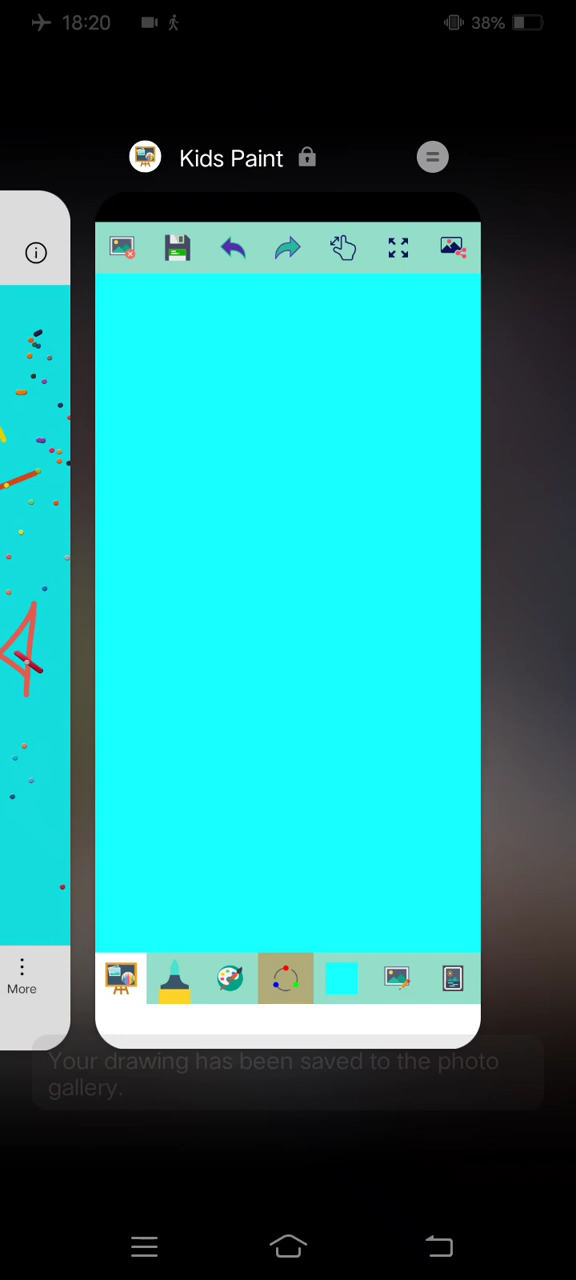 18:20
38%
Kids Paint
More
Your drawing has been saved to the photo
gallery.